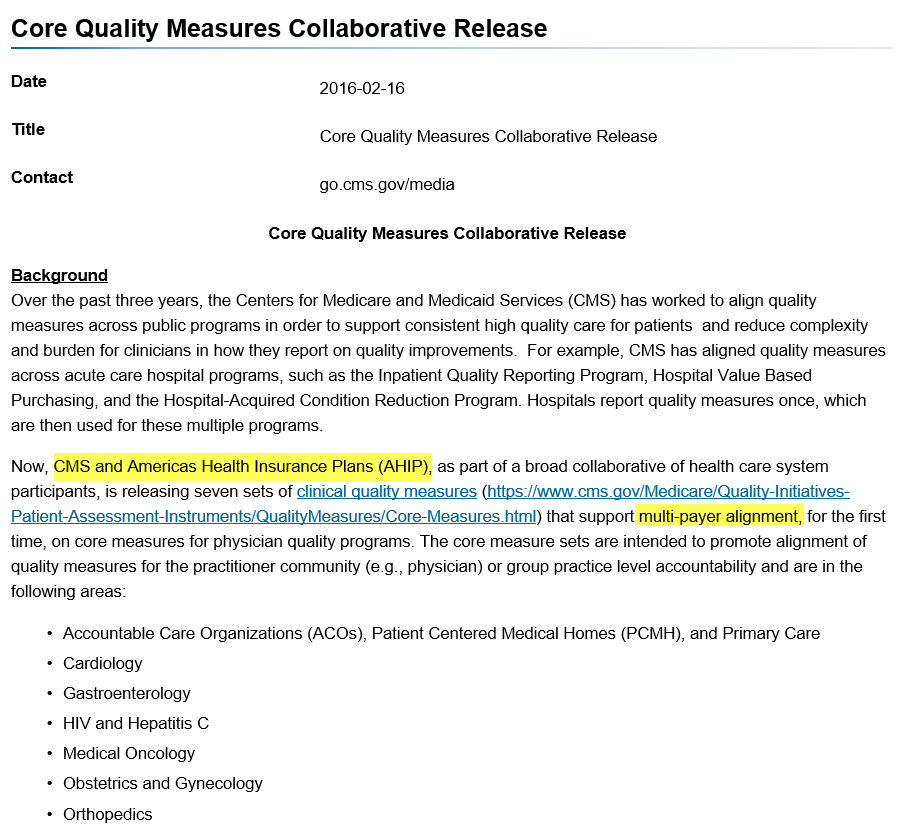 Core Quality Measures Collaborative Release
Date
2016-02-16
Title
Core Quality Measures Collaborative Release
Contact
go.cms.gov/media
Core Quality Measures Collaborative Release
Background
Over the past three years, the Centers for Medicare and Medicaid Services (CMS) has worked to align quality
measures across public programs in order to support consistent high quality care for patients  and reduce complexity
and burden for clinicians in how they report on quality improvements.  For example, CMS has aligned quality measures
across acute care hospital programs, such as the Inpatient Quality Reporting Program, Hospital Value Based
Purchasing, and the Hospital-Acquired Condition Reduction Program. Hospitals report quality measures once, which
are then used for these multiple programs.
Now, CMS and Americas Health Insurance Plans (AHIP), as part of a broad collaborative of health care system
participants, is releasing seven sets of clinical quality measures (https://www.cms.gov/Medicare/Quality-Initiatives-
Patient-Assessment-Instruments/QualityMeasures/Core-Measures.html) that support multi-payer alignment, for the first
time, on core measures for physician quality programs. The core measure sets are intended to promote alignment of
quality measures for the practitioner community (e.g., physician) or group practice level accountability and are in the
following areas:
• Accountable Care Organizations (ACOs), Patient Centered Medical Homes (PCMH), and Primary Care
• Cardiology
• Gastroenterology
• HIV and Hepatitis C
• Medical Oncology
• Obstetrics and Gynecology
• Orthopedics